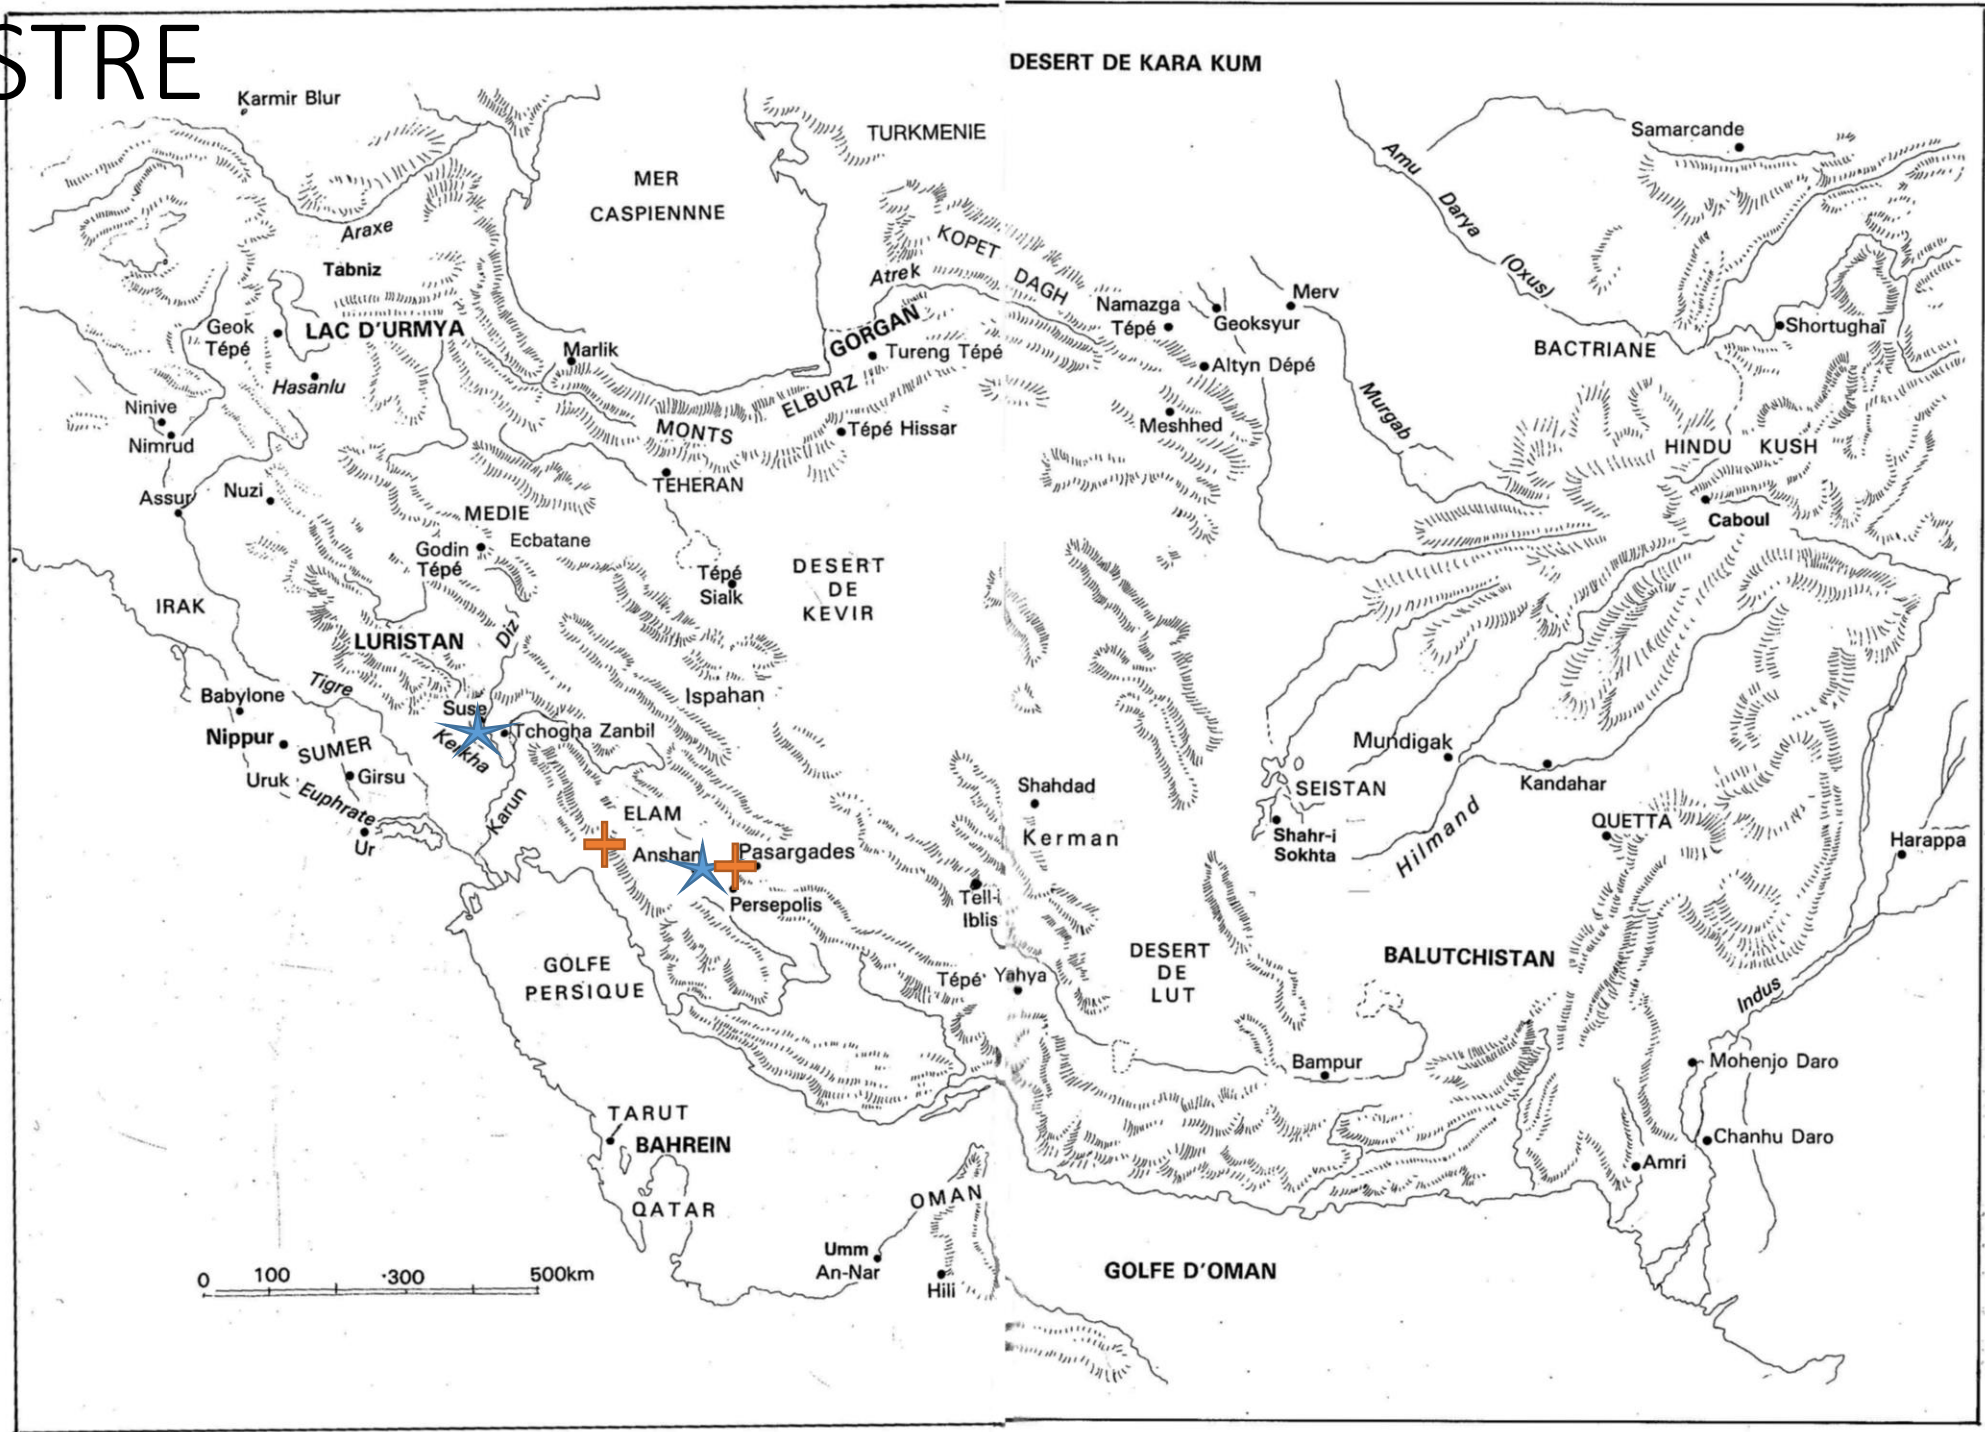 STRE
DESERT DE KARA KUM
Karmir Blur
TURKMENIE
Samarcande
MER
CASPIENNNE
Amu
Darya
(Oxus)
Araxe
Tabniz
KOPET
DAGH
Atrek
Namazga
Tépé
Geoksyur
Merv
Shortughaï
Geok
Tépé
LAC D'URMYA
GORGAN
Tureng Tépé
BACTRIANE
Marlik
Altyn Dépé
Hasanlu
ELBURZ
MONTS
Murgab
Ninive
Nimrud
Tépé Hissar
Meshhed
HINDU KUSH
TEHERAN
Assur
Nuzi
MEDIE
Caboul
Godin
Tépé
Ecbatane
Tépé
Sialk
DESERT
DE
KEVIR
IRAK
LURISTAN
Diz
Tigre
Babylone
Ispahan
Suse
Kerkha
Tchogha Zanbil
Nippur
SUMER
Mundigak
Uruk
Girsu
Euphrate
Karun
Shahdad
SEISTAN
Kandahar
ELAM
Kerman
QUETTA
Ur
Shahr-i
Sokhta
Hilmand
Harappa
Anshan
Pasargades
Persepolis
Tell-i
Iblis
GOLFE
PERSIQUE
Tépé Yahya
DESERT
DE
LUT
BALUTCHISTAN
Indus
Bampur
Mohenjo Daro
TARUT
BAHREIN
Chanhu Daro
Amri
QATAR
OMAN
Umm
An-Nar
Hili
GOLFE D'OMAN
0 100 300 500km